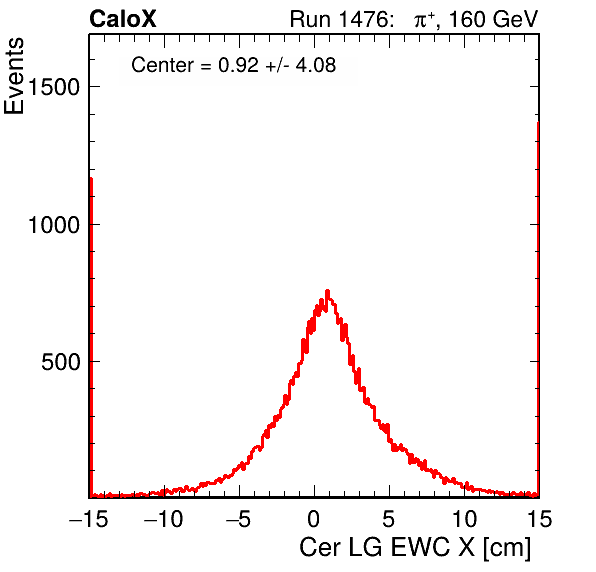 CaloX Run 1476: π⁺, 160 GeV
Center = 0.92 +/- 4.08
Events
1500
1000
500
−15 −10 −5 0 5 10 15
Cer LG EWC X [cm]